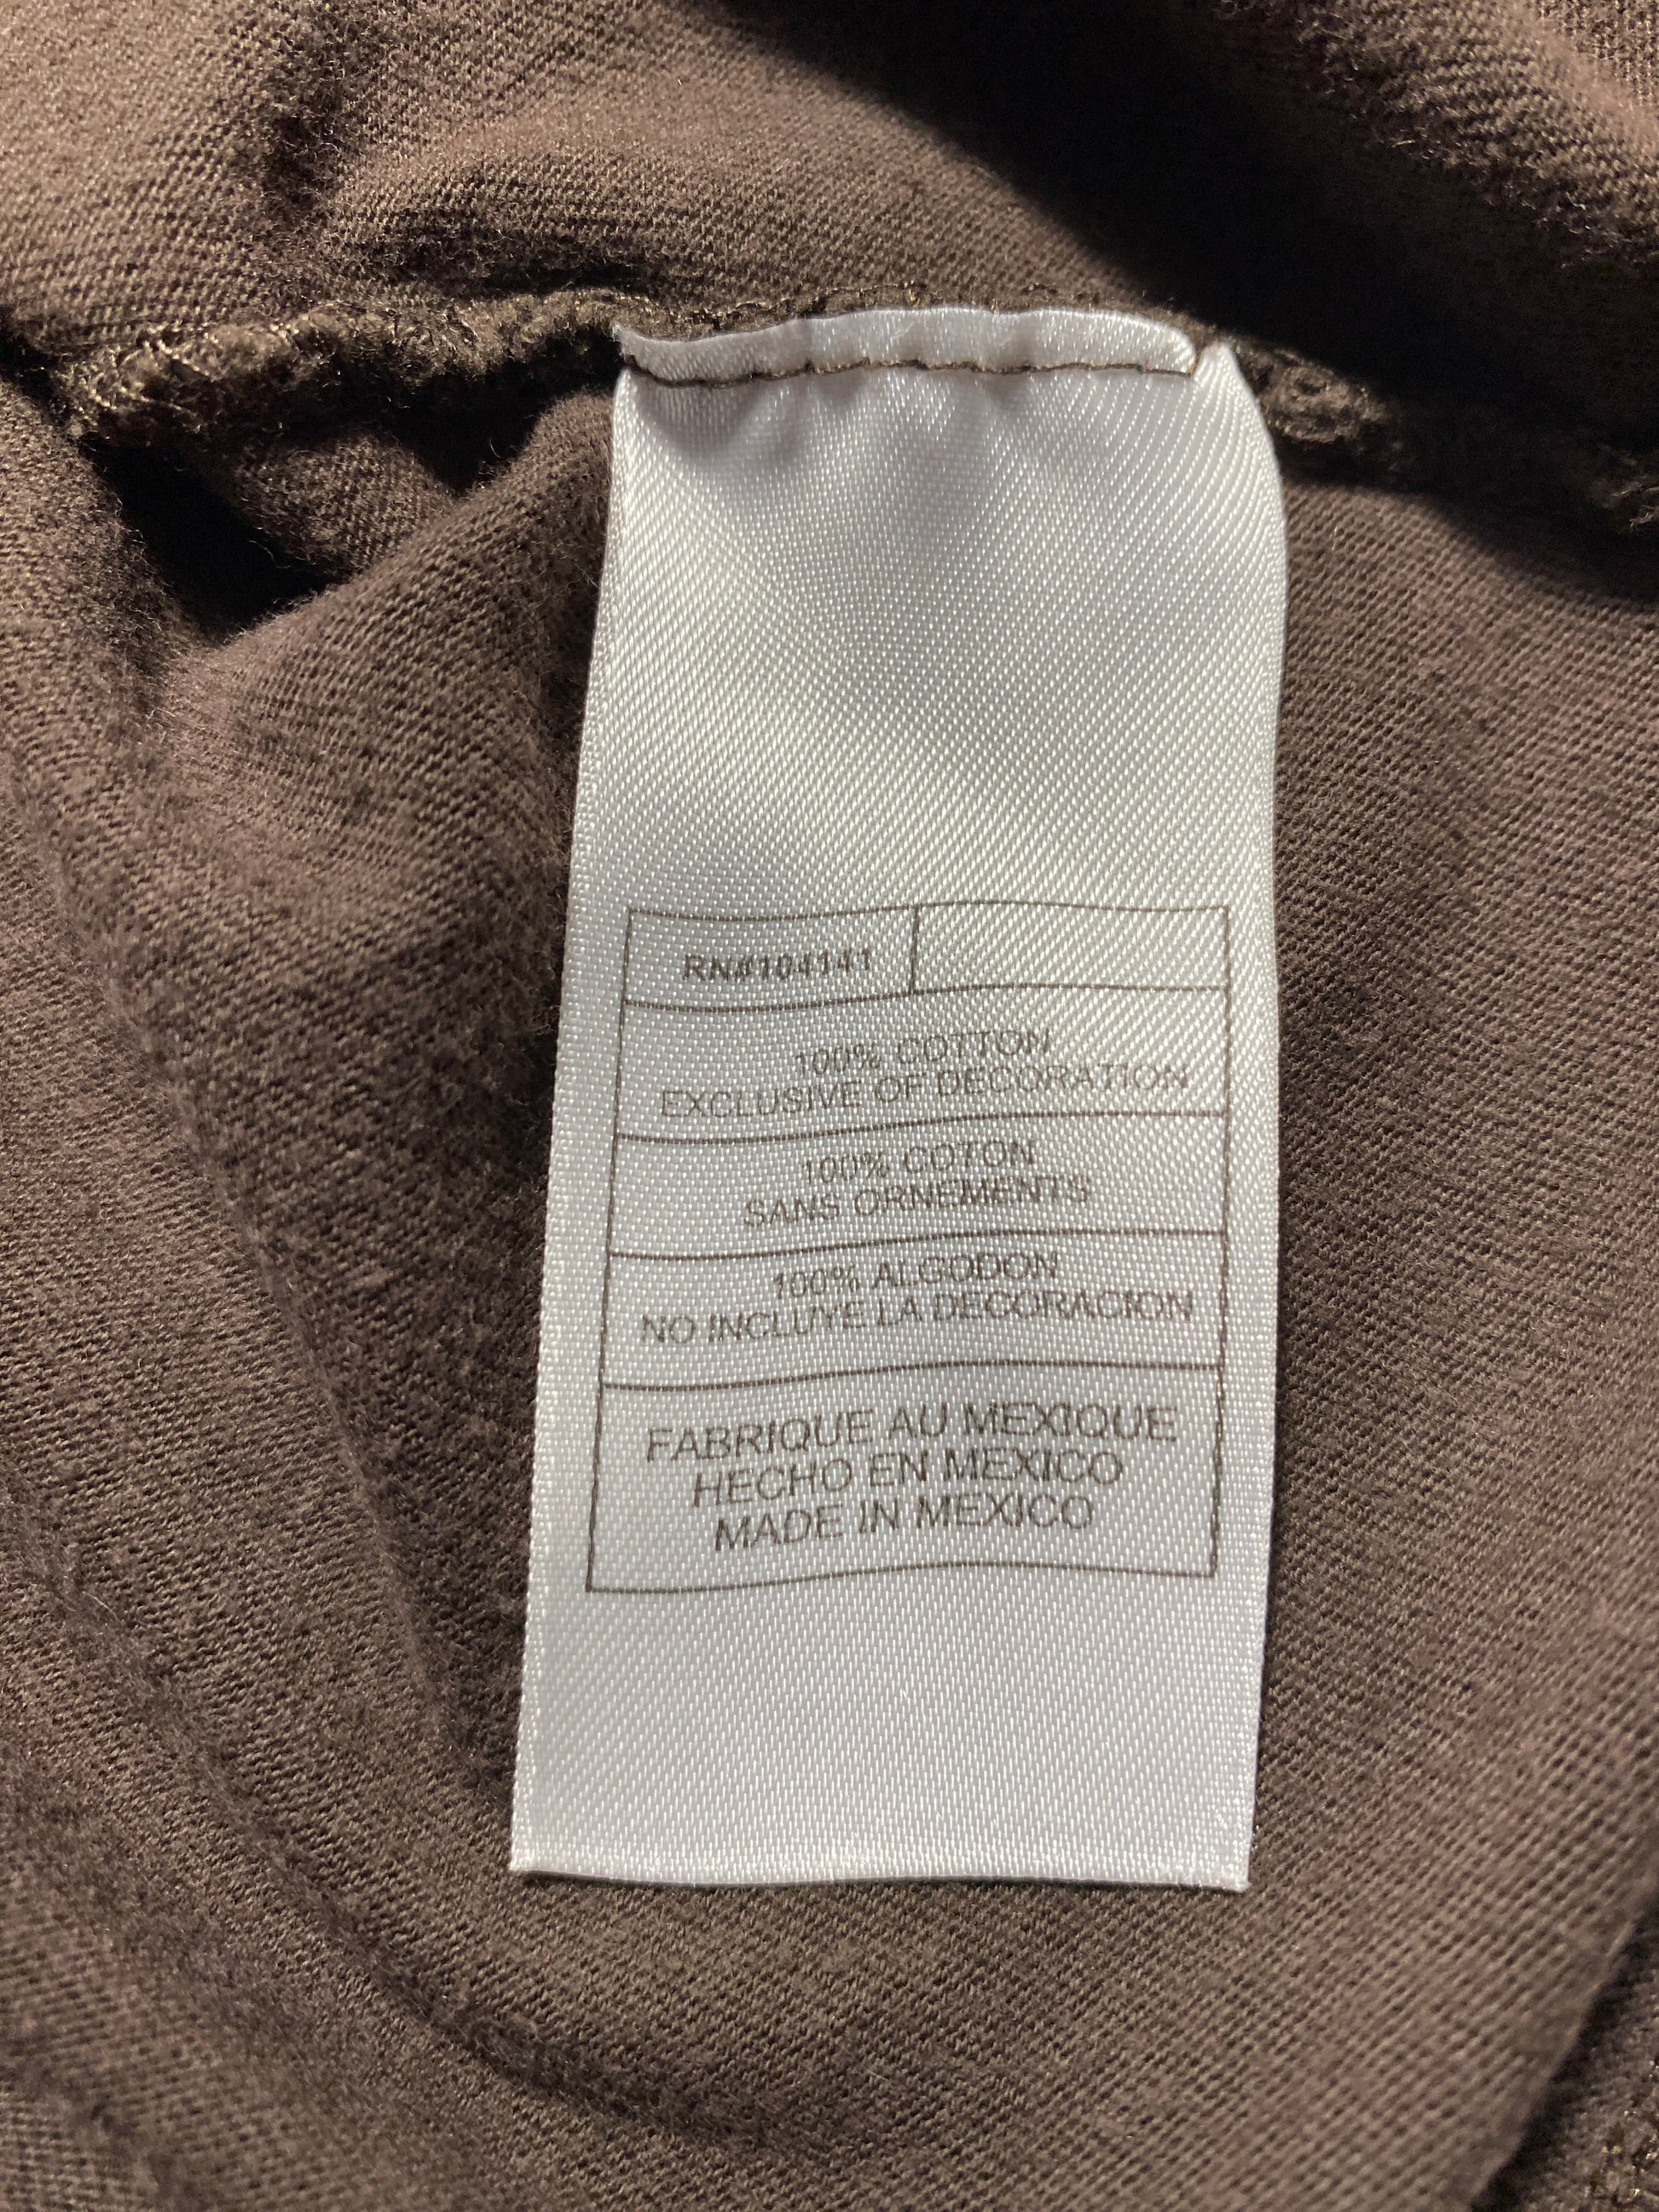 RN#104141
100% COTTON
EXCLUSIVE OF DECORATION
100% COTON
SANS ORNEMENTS
100% ALGODON
NO INCLUYE LA DECORACION
FABRIQUE AU MEXIQUE
HECHO EN MEXICO
MADE IN MEXICO